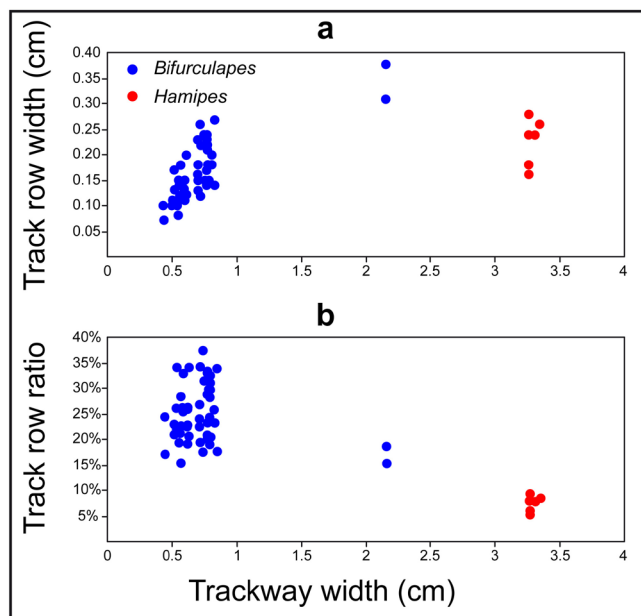 a
Track row width (cm)
0.40
0.35
0.30
0.25
0.20
0.15
0.10
0.05
Bifurculapes
Hamipes
0 0.5 1 1.5 2 2.5 3 3.5 4
b
Track row ratio
40%
35%
30%
25%
20%
15%
10%
5%
0 0.5 1 1.5 2 2.5 3 3.5 4
Trackway width (cm)